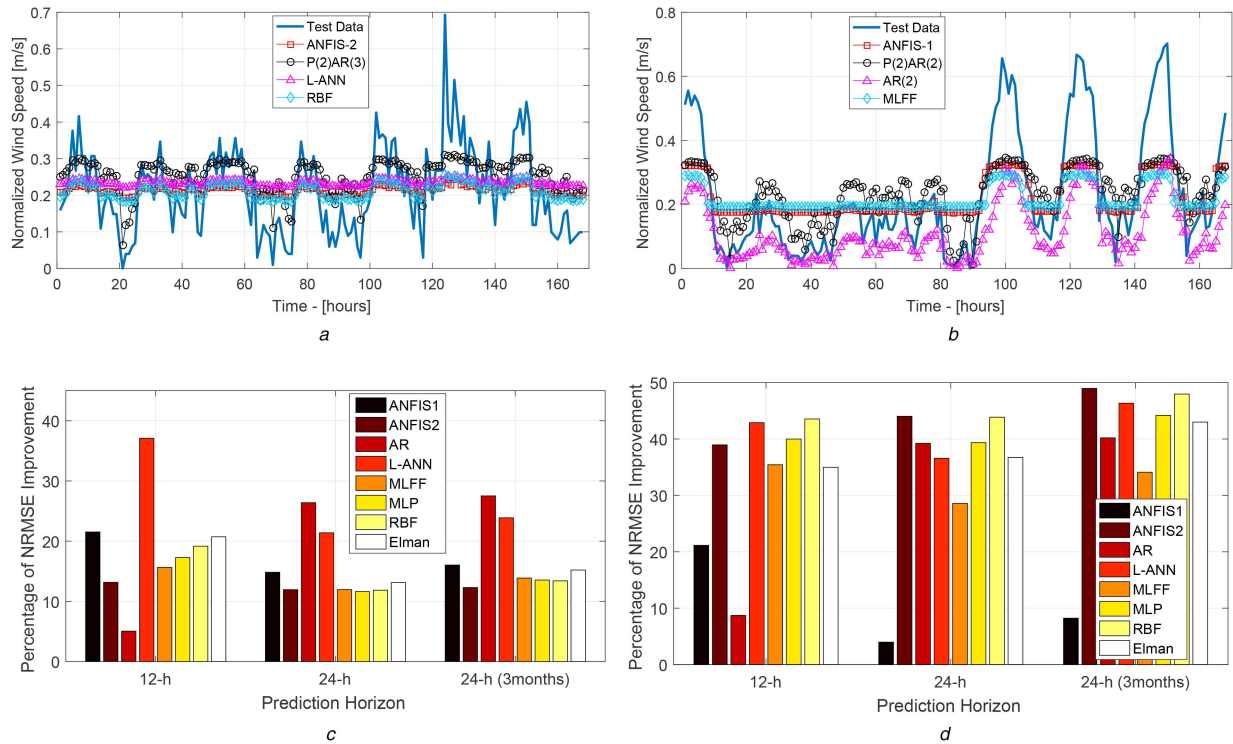 Normalized Wind Speed [m/s]
0.7
0.6
0.5
0.4
0.3
0.2
0.1
0
0 20 40 60 80 100 120 140 160
Time - [hours]
Test Data
ANFIS-2
P(2)AR(3)
L-ANN
RBF
a
Normalized Wind Speed [m/s]
0.8
0.6
0.4
0.2
0
0 20 40 60 80 100 120 140 160
Time - [hours]
Test Data
ANFIS-1
P(2)AR(2)
AR(2)
MLFF
b
Percentage of NRMSE Improvement
40
30
20
10
0
12-h 24-h 24-h (3months)
Prediction Horizon
ANFIS1
ANFIS2
AR
L-ANN
MLFF
MLP
RBF
Elman
c
Percentage of NRMSE Improvement
50
40
30
20
10
0
12-h 24-h 24-h (3months)
Prediction Horizon
ANFIS1
ANFIS2
AR
L-ANN
MLFF
MLP
RBF
Elman
d